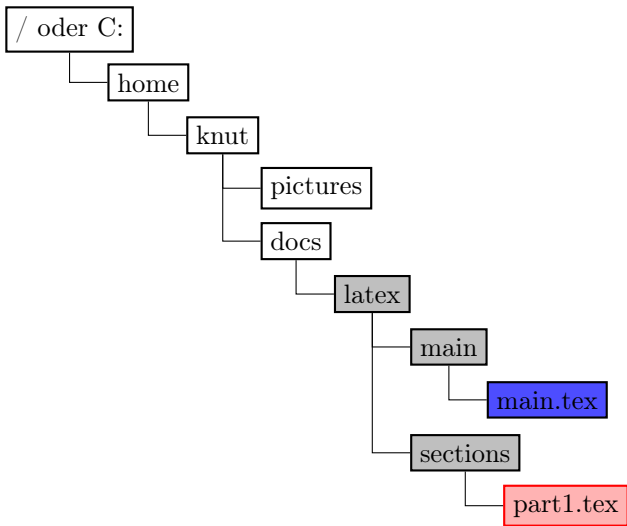 / oder C:
home
knut
pictures
docs
latex
main
main.tex
sections
part1.tex